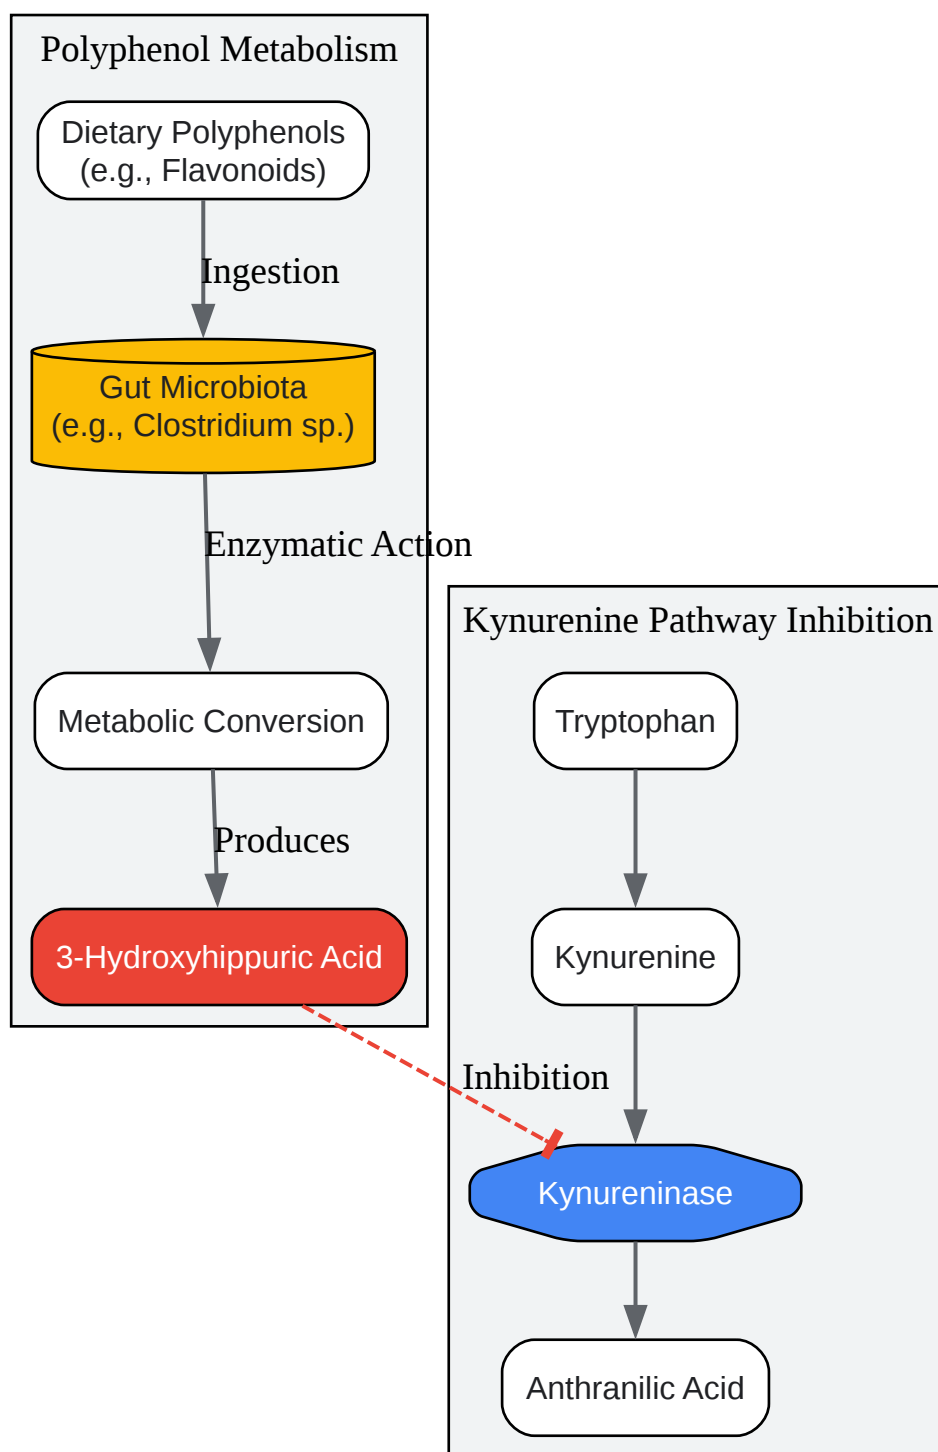 Polyphenol Metabolism
Dietary Polyphenols
(e.g., Flavonoids)
Ingestion
Gut Microbiota
(e.g., Clostridium sp.)
Enzymatic Action
Metabolic Conversion
Produces
3-Hydroxyhippuric Acid
Kynurenine Pathway Inhibition
Tryptophan
Kynurenine
Inhibition
Kynureninase
Anthranilic Acid